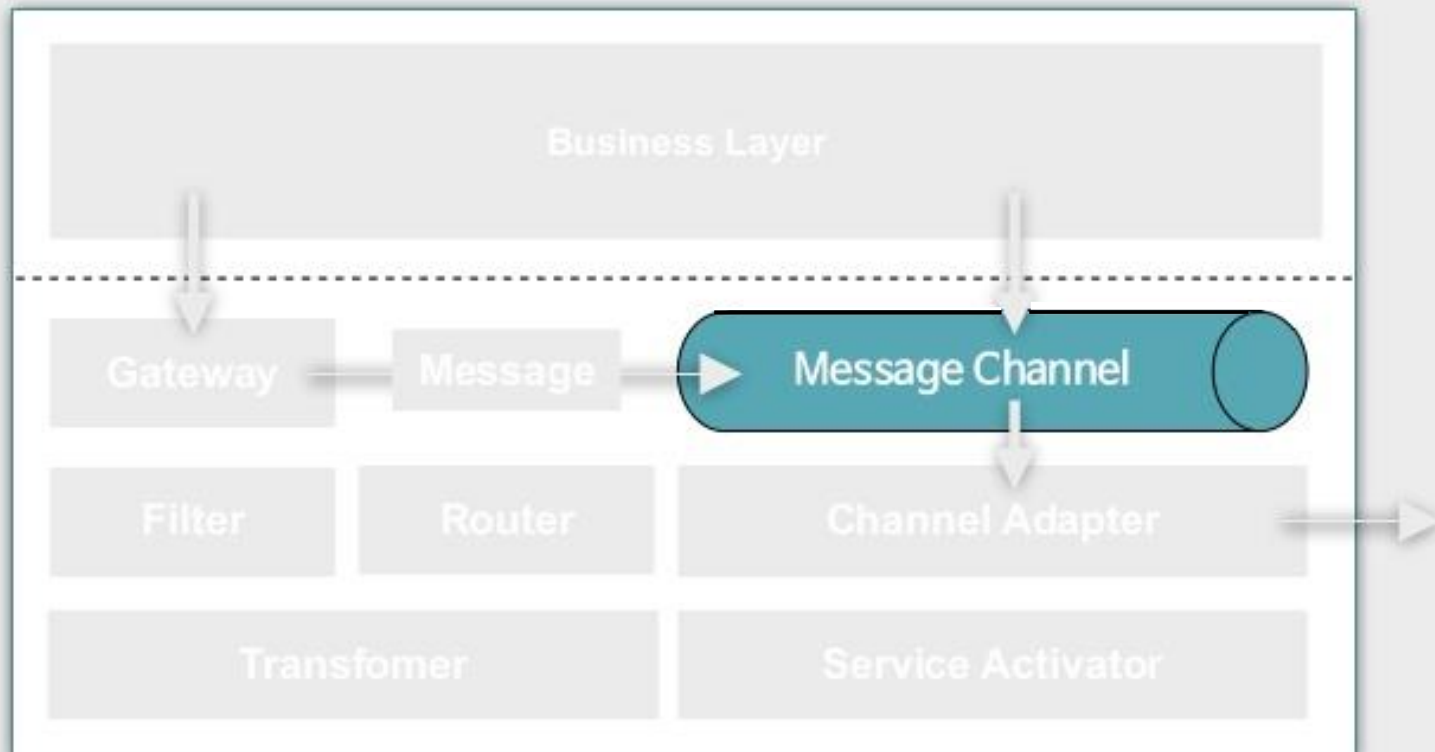 Business Layer
Gateway
Message
Message Channel
Filter
Router
Channel Adapter
Transfomer
Service Activator